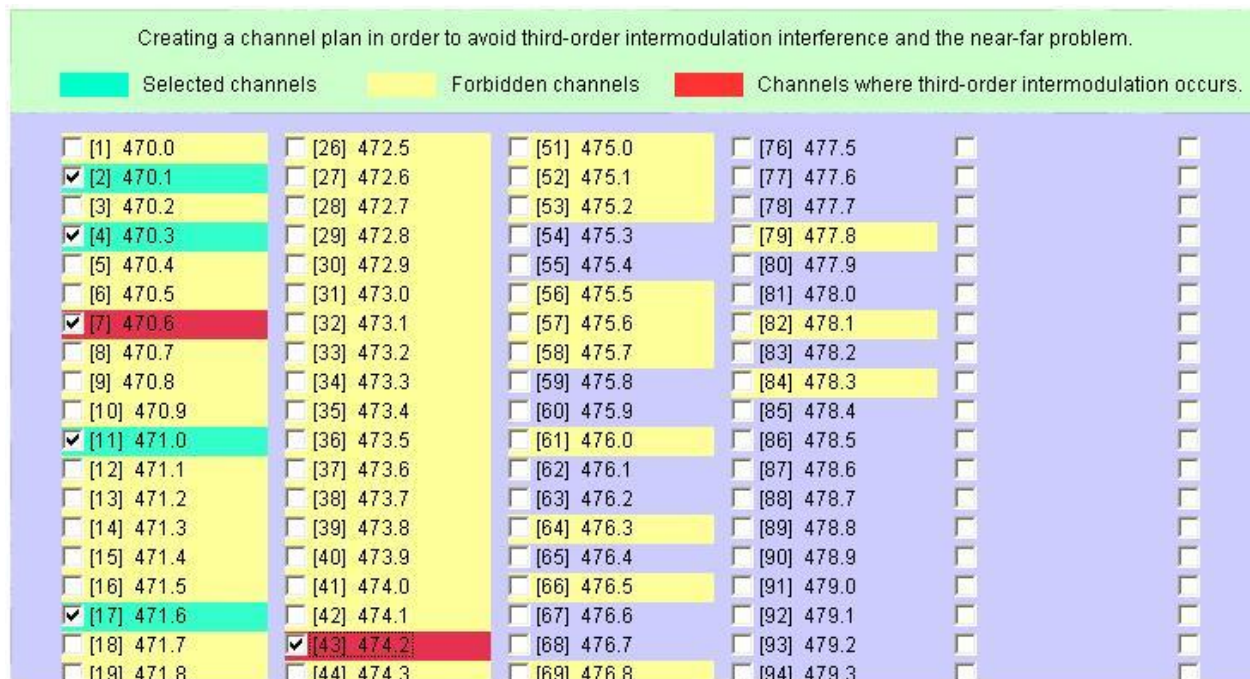 Creating a channel plan in order to avoid third-order intermodulation interference and the near-far problem.
Selected channels Forbidden channels Channels where third-order intermodulation occurs.
[1] 470.0 [26] 472.5 [51] 475.0 [76] 477.5
[2] 470.1 [27] 472.6 [52] 475.1 [77] 477.6
[3] 470.2 [28] 472.7 [53] 475.2 [78] 477.7
[4] 470.3 [29] 472.8 [54] 475.3 [79] 477.8
[5] 470.4 [30] 472.9 [55] 475.4 [80] 477.9
[6] 470.5 [31] 473.0 [56] 475.5 [81] 478.0
[7] 470.6 [32] 473.1 [57] 475.6 [82] 478.1
[8] 470.7 [33] 473.2 [58] 475.7 [83] 478.2
[9] 470.8 [34] 473.3 [59] 475.8 [84] 478.3
[10] 470.9 [35] 473.4 [60] 475.9 [85] 478.4
[11] 471.0 [36] 473.5 [61] 476.0 [86] 478.5
[12] 471.1 [37] 473.6 [62] 476.1 [87] 478.6
[13] 471.2 [38] 473.7 [63] 476.2 [88] 478.7
[14] 471.3 [39] 473.8 [64] 476.3 [89] 478.8
[15] 471.4 [40] 473.9 [65] 476.4 [90] 478.9
[16] 471.5 [41] 474.0 [66] 476.5 [91] 479.0
[17] 471.6 [42] 474.1 [67] 476.6 [92] 479.1
[18] 471.7 [43] 474.2 [68] 476.7 [93] 479.2
[19] 471.8 [44] 474.3 [69] 476.8 [94] 479.3